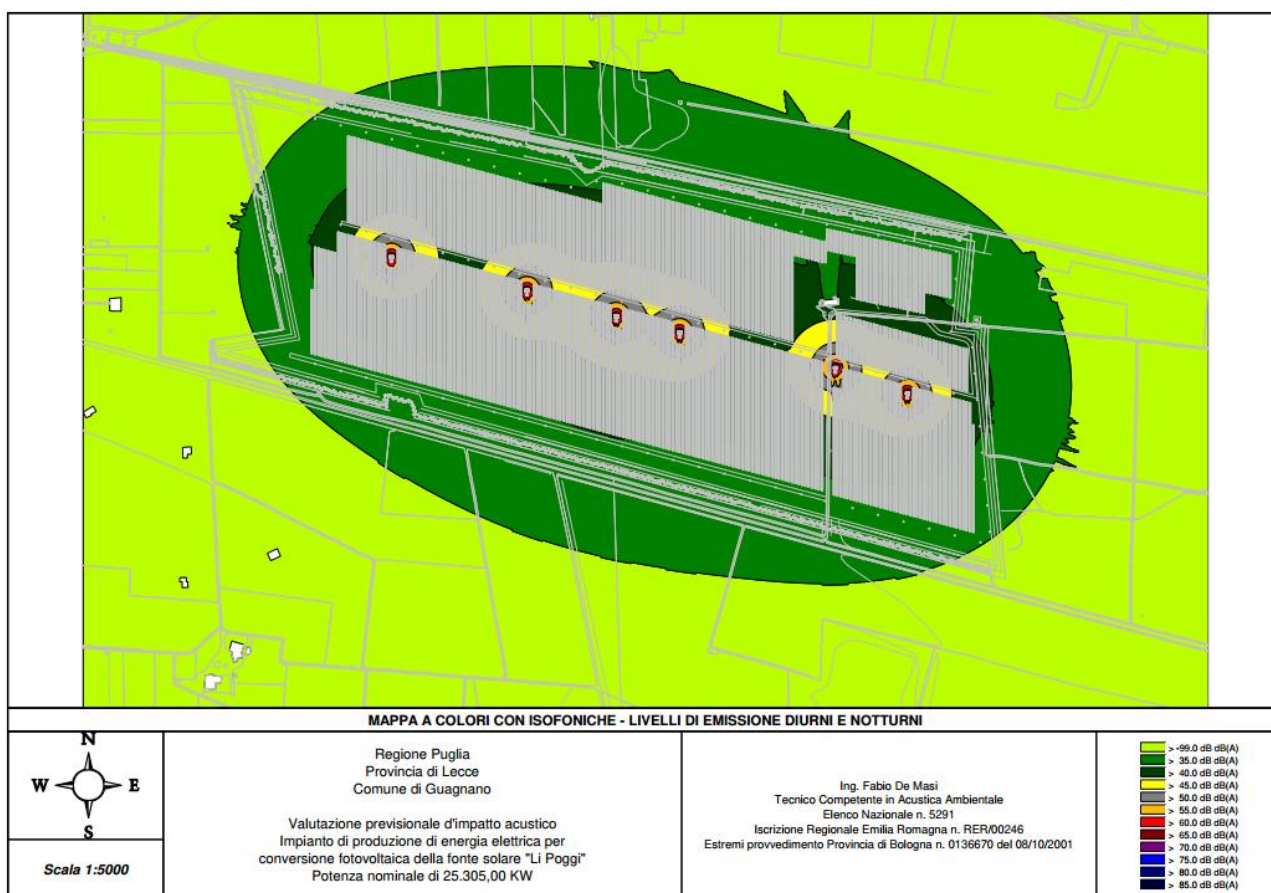 MAPPA A COLORI CON ISOFONICHE - LIVELLI DI EMISSIONE DIURNI E NOTTURNI
N
W
E
S
Scala 1:5000
Regione Puglia
Provincia di Lecce
Comune di Guagnano
Valutazione previsionale d'impatto acustico
Impianto di produzione di energia elettrica per
conversione fotovoltaica della fonte solare "Li Poggi"
Potenza nominale di 25.305,00 KW
Ing. Fabio De Masi
Tecnico Competente in Acustica Ambientale
Elenco Nazionale n. 5291
Iscrizione Regionale Emilia Romagna n. RER/00246
Estremi provvedimento Provincia di Bologna n. 0136670 del 08/10/2001
> -99.0 dB dB(A)
> 35.0 dB dB(A)
> 40.0 dB dB(A)
> 45.0 dB dB(A)
> 50.0 dB dB(A)
> 55.0 dB dB(A)
> 60.0 dB dB(A)
> 65.0 dB dB(A)
> 70.0 dB dB(A)
> 75.0 dB dB(A)
> 80.0 dB dB(A)
> 85.0 dB dB(A)